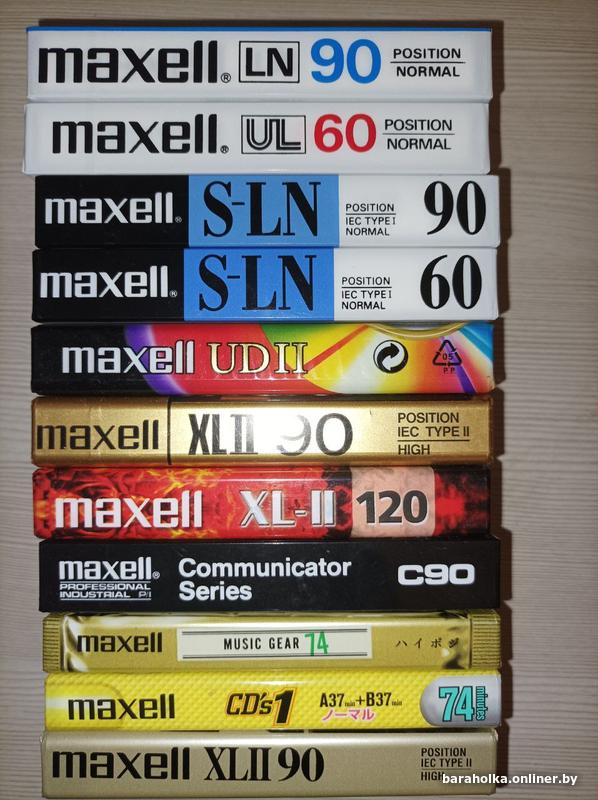 maxell® LN 90 POSITION NORMAL
maxell® UL 60 POSITION NORMAL
maxell® S-LN POSITION IEC TYPE I NORMAL 90
maxell® S-LN POSITION IEC TYPE I NORMAL 60
maxell UDII 05 PP
maxell XLII 90 POSITION IEC TYPE II HIGH
maxell XL-II 120
maxell® PROFESSIONAL INDUSTRIAL P/I Communicator Series C90
maxell MUSIC GEAR 74 ハイポジ
maxell CD's1 A37min+B37min ノーマル 74 minutes
maxell XLII 90 POSITION IEC TYPE II HIGH
baraholka.onliner.by